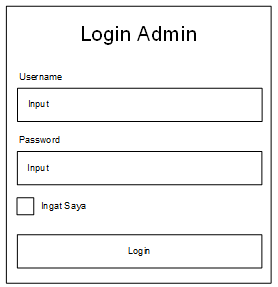 Login Admin
Username
Input
Password
Input
Ingat Saya
Login